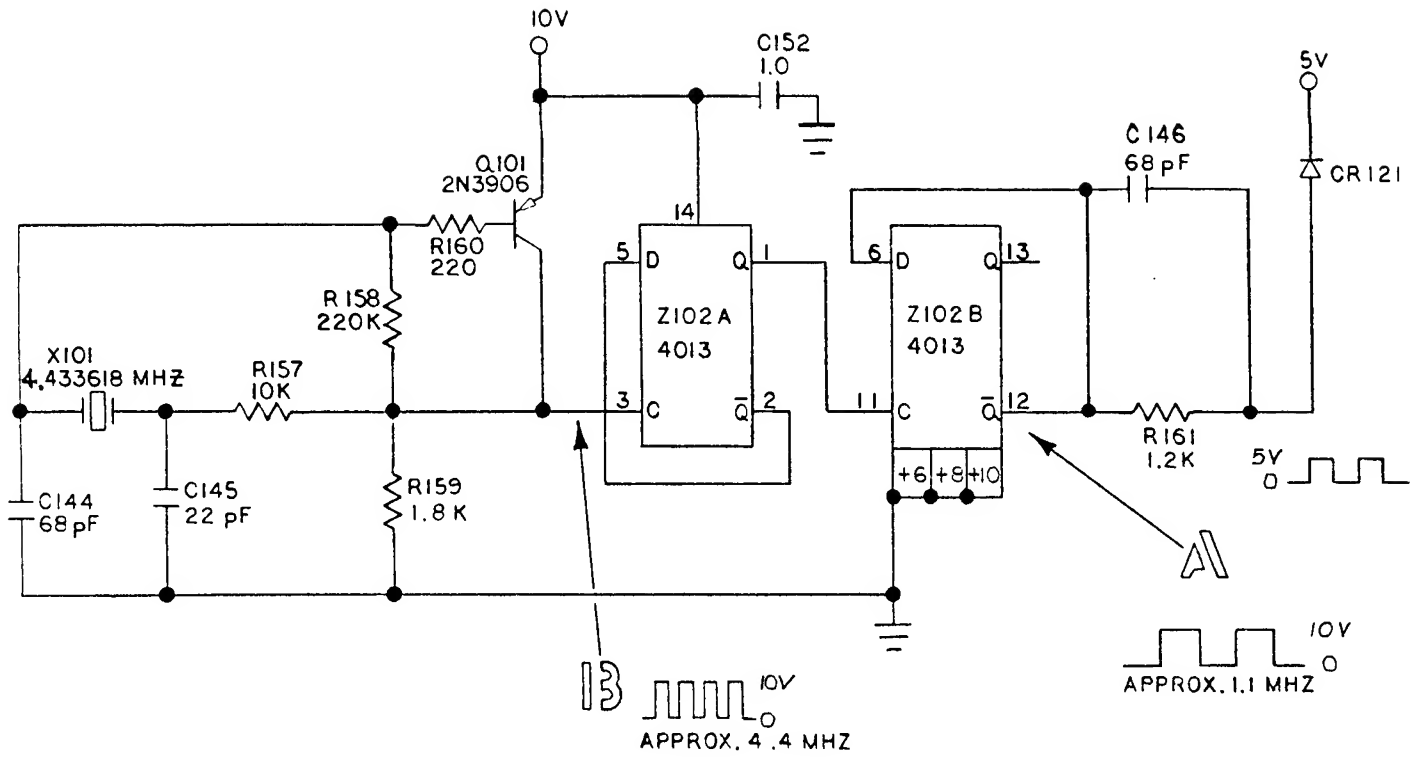 10V
C152
1.0
5V
C146
68 pF
CR121
Q101
2N3906
14
R160
220
5 D Q 1
6 D Q 13
R158
220K
Z102A
4013
Z102B
4013
X101
4.433618 MHZ
R157
10K
3 C Q̅ 2
11 C Q̅ 12
R161
1.2K
+6 +8 +10
5V
0
C144
68 pF
C145
22 pF
R159
1.8 K
A
10V
0
APPROX. 1.1 MHZ
B
10V
0
APPROX. 4.4 MHZ